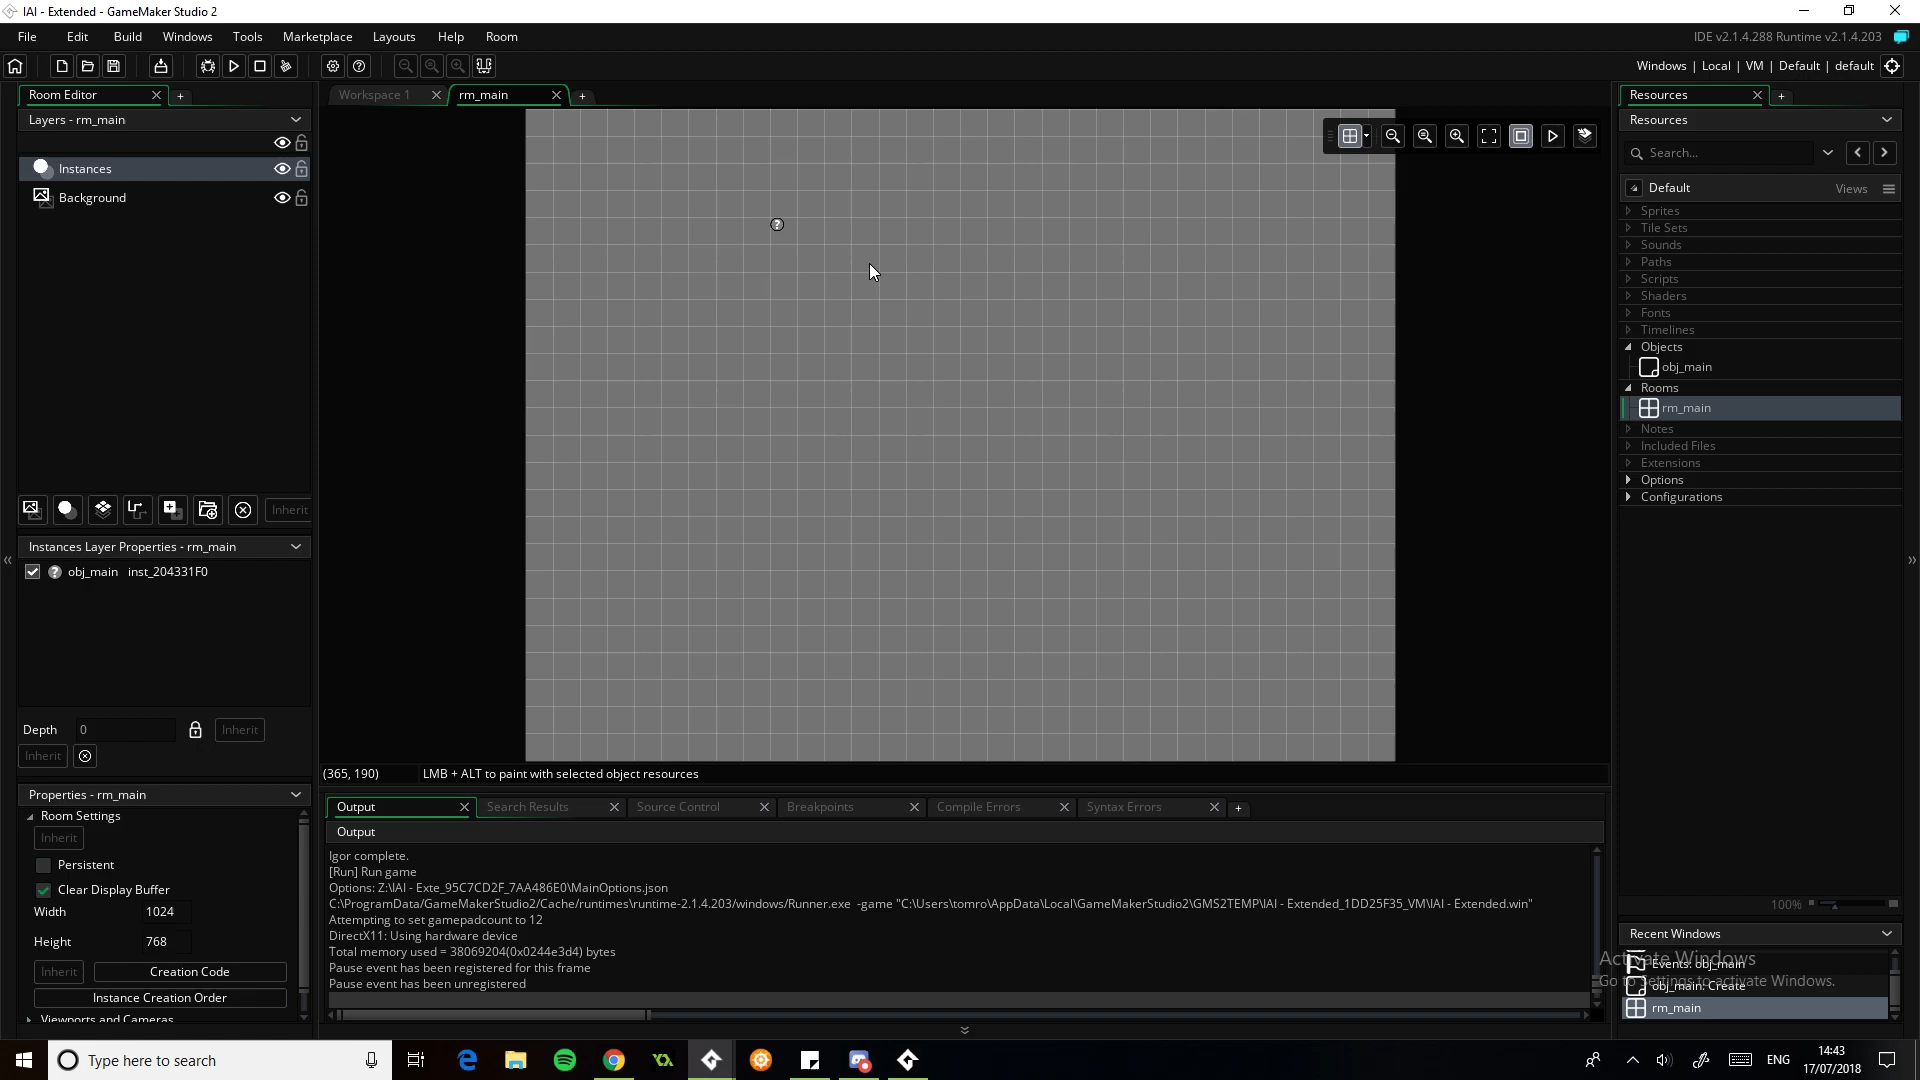 IAI - Extended - GameMaker Studio 2
File Edit Build Windows Tools Marketplace Layouts Help Room
IDE v2.1.4.288 Runtime v2.1.4.203
Windows | Local | VM | Default | default
Room Editor
Workspace 1
rm_main
Resources
Layers - rm_main
Resources
Search...
Instances
Background
Default
Views
Sprites
Tile Sets
Sounds
Paths
Scripts
Shaders
Fonts
Timelines
Objects
obj_main
Rooms
rm_main
Notes
Included Files
Extensions
Options
Configurations
Inherit
Instances Layer Properties - rm_main
obj_main inst_204331F0
Depth 0 Inherit
Inherit
(365, 190) LMB + ALT to paint with selected object resources
Properties - rm_main
Room Settings
Inherit
Persistent
Clear Display Buffer
Width 1024
Height 768
Inherit Creation Code
Instance Creation Order
Viewports and Cameras
Output Search Results Source Control Breakpoints Compile Errors Syntax Errors
Output
Igor complete.
[Run] Run game
Options: Z:\IAI - Exte_95C7CD2F_7AA486E0\MainOptions.json
C:\ProgramData/GameMakerStudio2/Cache/runtimes\runtime-2.1.4.203/windows/Runner.exe -game "C:\Users\tomro\AppData\Local\GameMakerStudio2\GMS2TEMP\IAI - Extended_1DD25F35_VM\IAI - Extended.win"
Attempting to set gamepadcount to 12
DirectX11: Using hardware device
Total memory used = 38069204(0x0244e3d4) bytes
Pause event has been registered for this frame
Pause event has been unregistered
100%
Recent Windows
Events: obj_main
obj_main: Create
rm_main
Activate Windows
Go to Settings to activate Windows.
Type here to search
ENG
14:43
17/07/2018